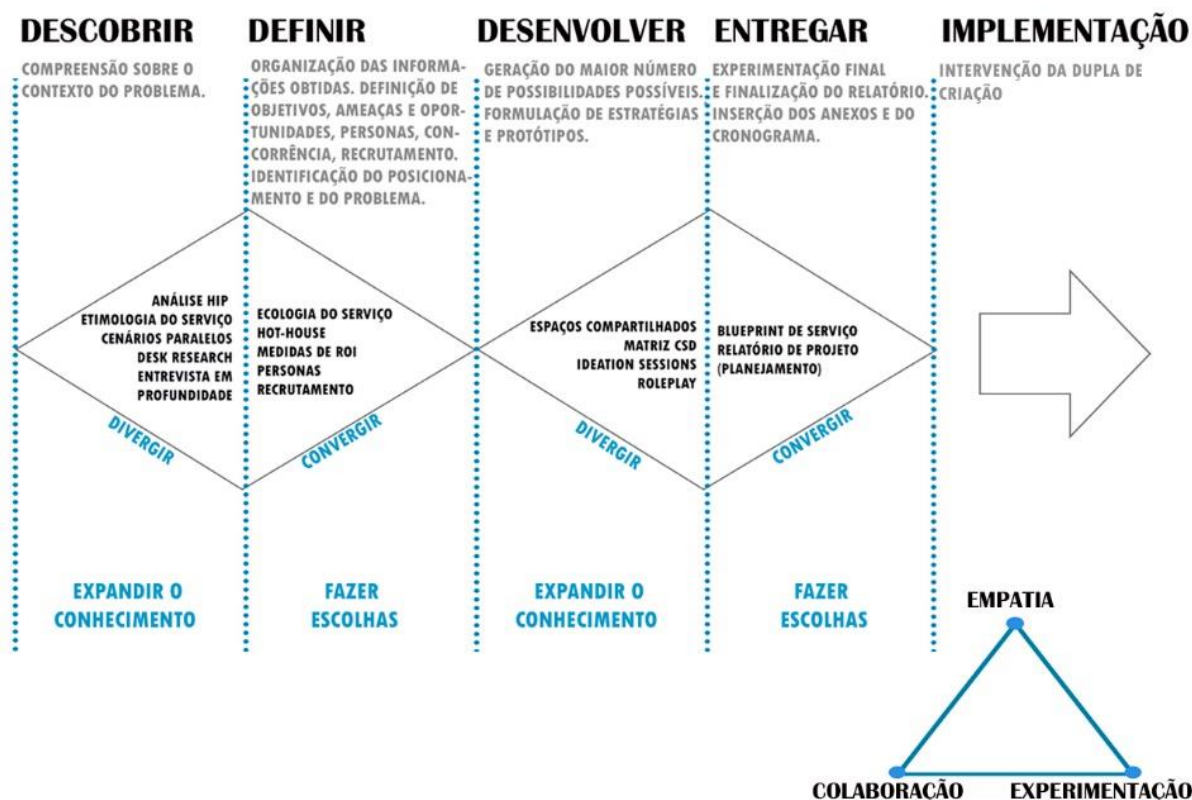 DESCOBRIR
COMPREENSÃO SOBRE O
CONTEXTO DO PROBLEMA.
DEFINIR
ORGANIZAÇÃO DAS INFORMA-
ÇÕES OBTIDAS. DEFINIÇÃO DE
OBJETIVOS, AMEAÇAS E OPOR-
TUNIDADES, PERSONAS, CON-
CORRÊNCIA, RECRUTAMENTO.
IDENTIFICAÇÃO DO POSICIONA-
MENTO E DO PROBLEMA.
DESENVOLVER
GERAÇÃO DO MAIOR NÚMERO
DE POSSIBILIDADES POSSÍVEIS.
FORMULAÇÃO DE ESTRATÉGIAS
E PROTÓTIPOS.
ENTREGAR
EXPERIMENTAÇÃO FINAL
E FINALIZAÇÃO DO RELATÓRIO.
INSERÇÃO DOS ANEXOS E DO
CRONOGRAMA.
IMPLEMENTAÇÃO
INTERVENÇÃO DA DUPLA DE
CRIAÇÃO
ANÁLISE HIP
ETIMOLOGIA DO SERVIÇO
CENÁRIOS PARALELOS
DESK RESEARCH
ENTREVISTA EM
PROFUNDIDADE
DIVERGIR
ECOLOGIA DO SERVIÇO
HOT-HOUSE
MEDIDAS DE ROI
PERSONAS
RECRUTAMENTO
CONVERGIR
ESPAÇOS COMPARTILHADOS
MATRIZ CSD
IDEATION SESSIONS
ROLEPLAY
DIVERGIR
BLUEPRINT DE SERVIÇO
RELATÓRIO DE PROJETO
(PLANEJAMENTO)
CONVERGIR
EXPANDIR O
CONHECIMENTO
FAZER
ESCOLHAS
EXPANDIR O
CONHECIMENTO
FAZER
ESCOLHAS
EMPATIA
COLABORAÇÃO
EXPERIMENTAÇÃO